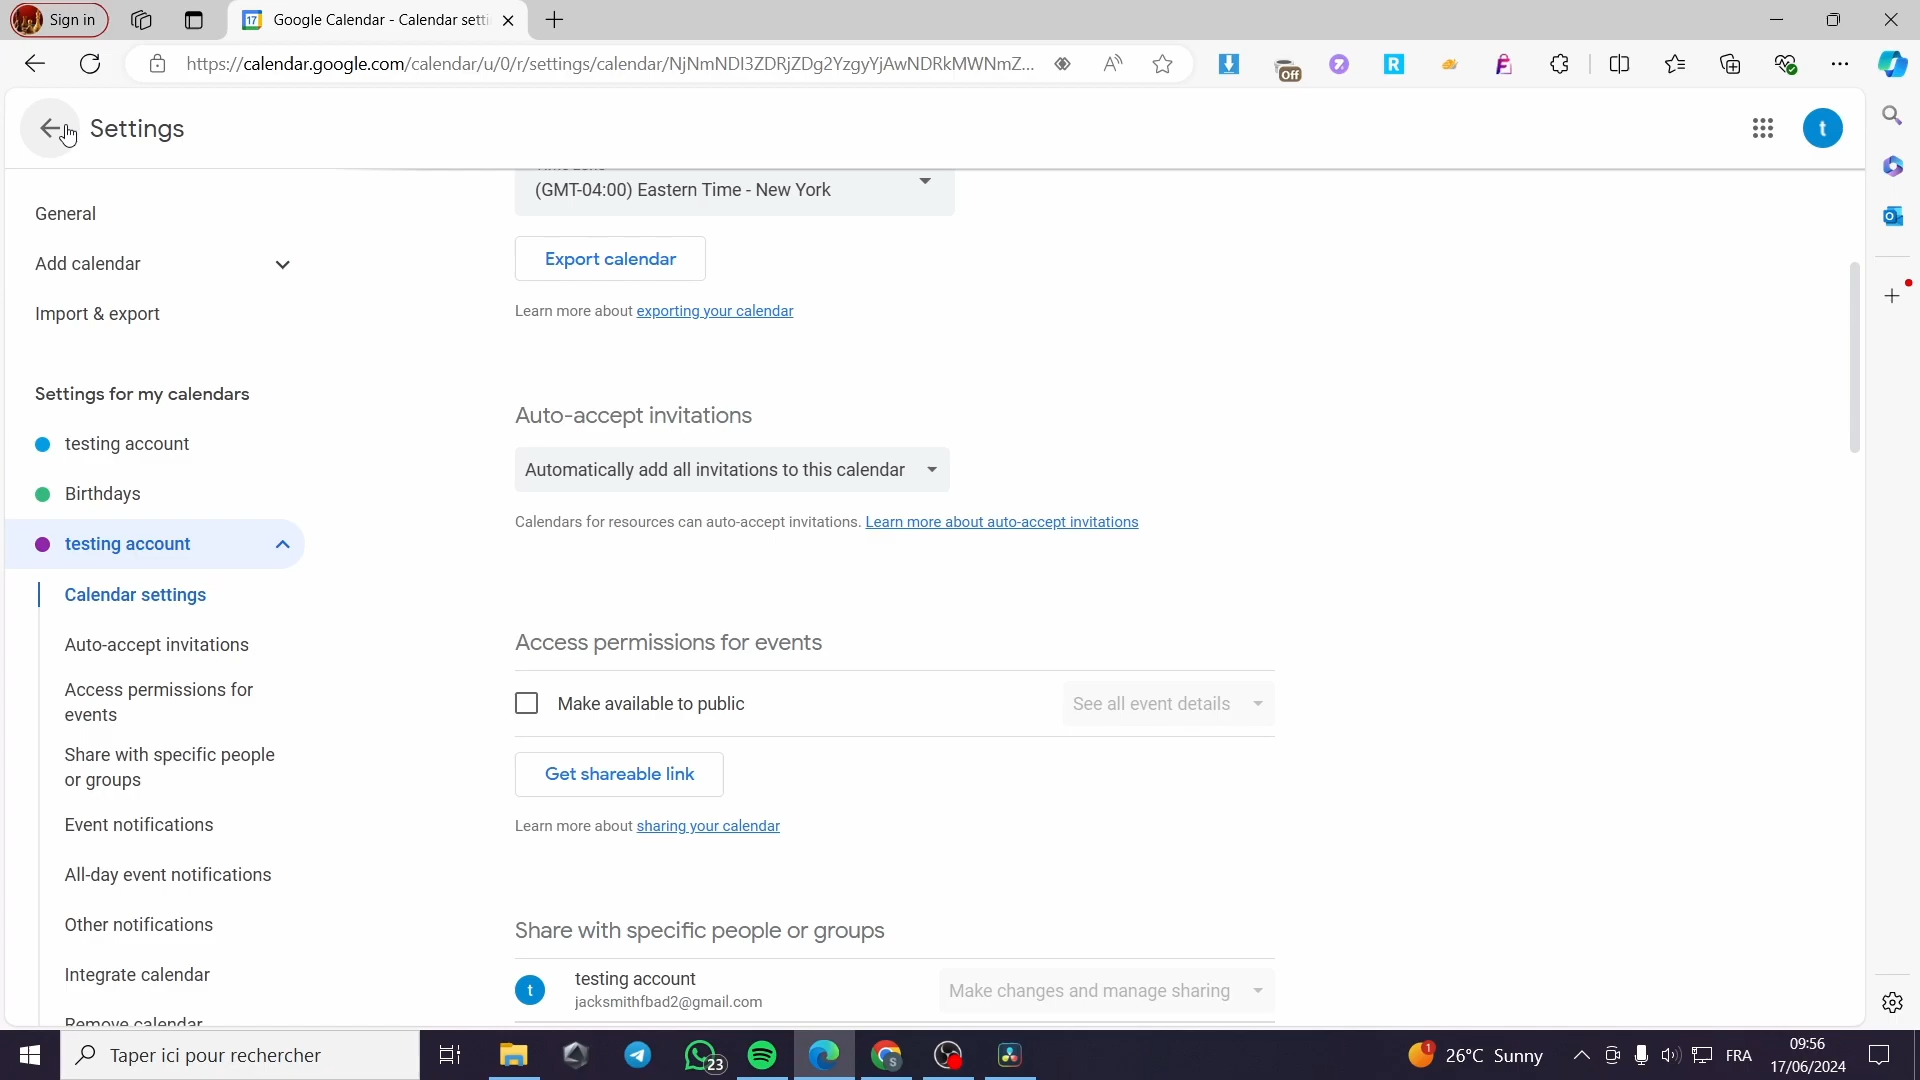 Sign in
Google Calendar - Calendar setti
https://calendar.google.com/calendar/u/0/r/settings/calendar/NjNmNDI3ZDRjZDg2YzgyYjAwNDRkMWNmZ...
Off
Settings
t
General
Add calendar
Import & export
Settings for my calendars
testing account
Birthdays
testing account
Calendar settings
Auto-accept invitations
Access permissions for
events
Share with specific people
or groups
Event notifications
All-day event notifications
Other notifications
Integrate calendar
Remove calendar
(GMT-04:00) Eastern Time - New York
Export calendar
Learn more about exporting your calendar
Auto-accept invitations
Automatically add all invitations to this calendar
Calendars for resources can auto-accept invitations. Learn more about auto-accept invitations
Access permissions for events
Make available to public
See all event details
Get shareable link
Learn more about sharing your calendar
Share with specific people or groups
t
testing account
jacksmithfbad2@gmail.com
Make changes and manage sharing
Taper ici pour rechercher
23
1
26°C Sunny
FRA
09:56
17/06/2024